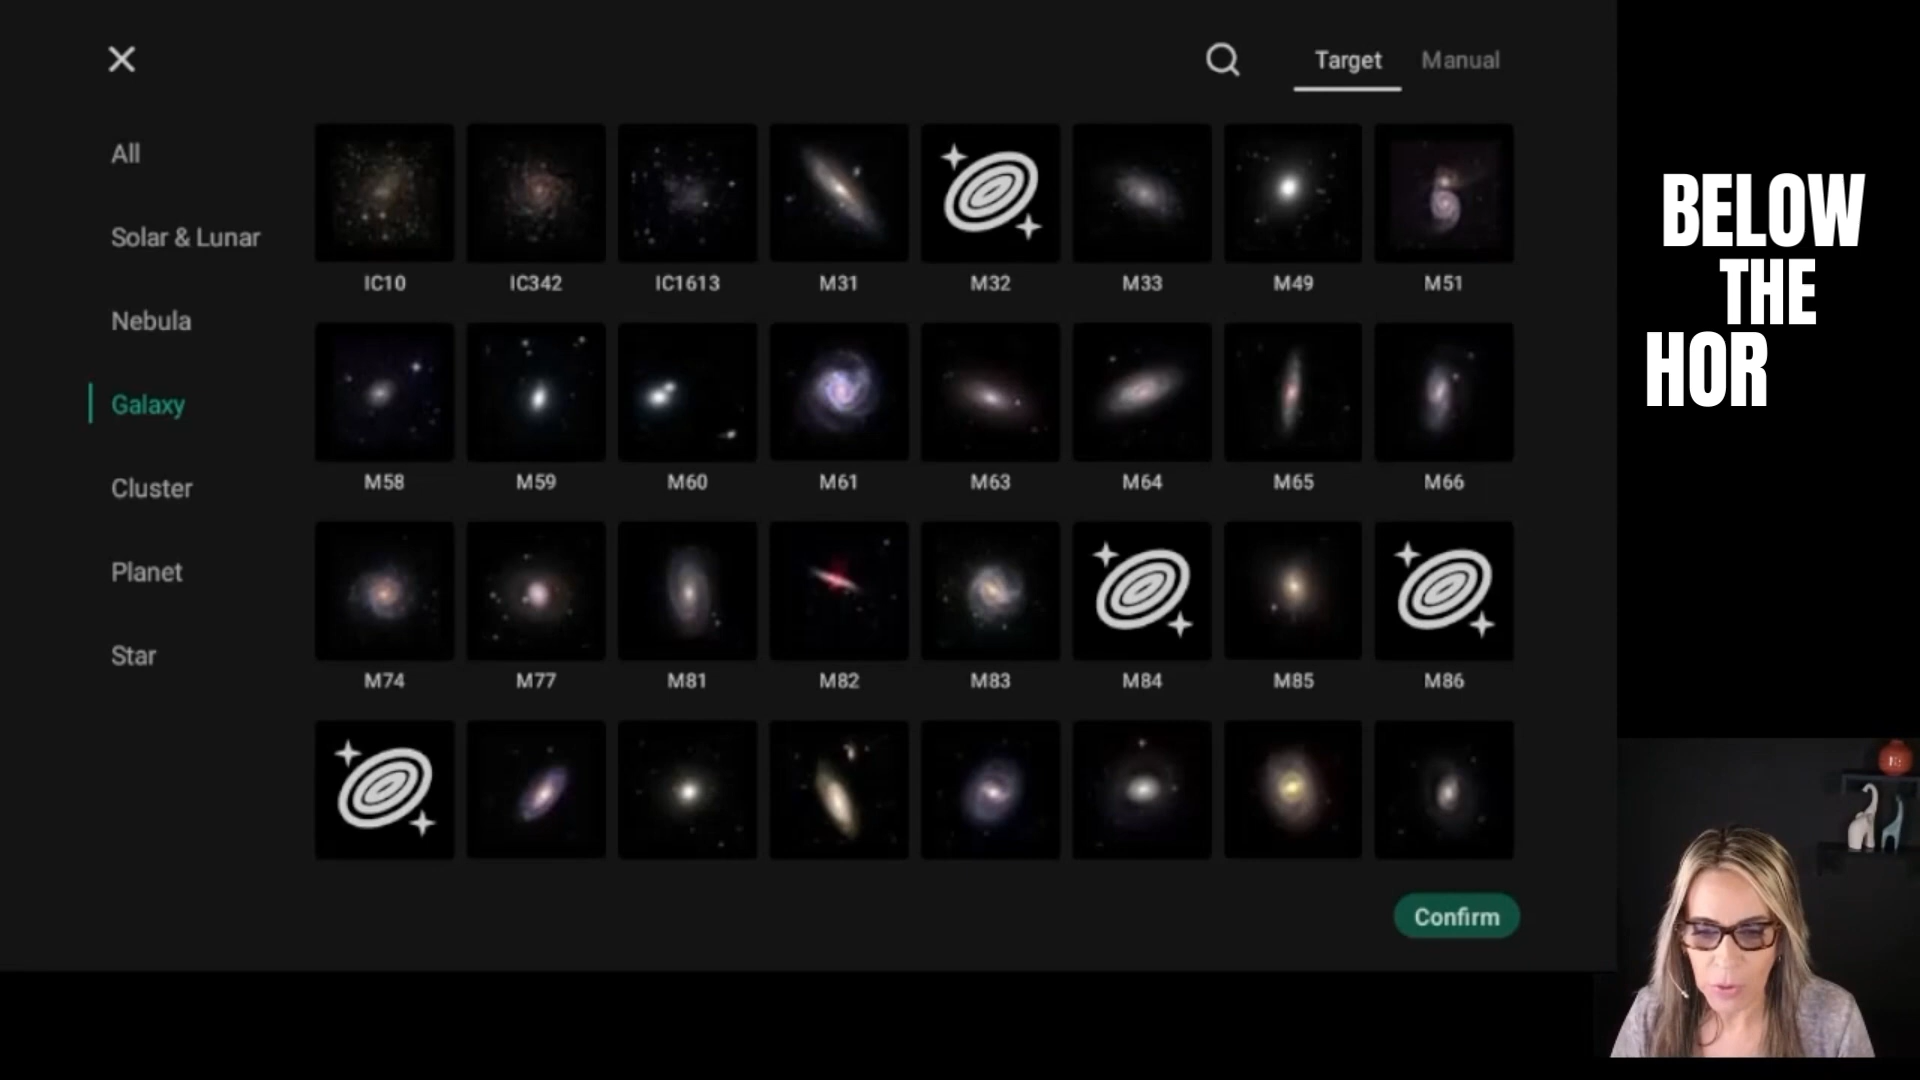 Target
Manual
All
Solar & Lunar
Nebula
Galaxy
Cluster
Planet
Star
IC10
IC342
IC1613
M31
M32
M33
M49
M51
M58
M59
M60
M61
M63
M64
M65
M66
M74
M77
M81
M82
M83
M84
M85
M86
Confirm
BELOW
THE
HOR